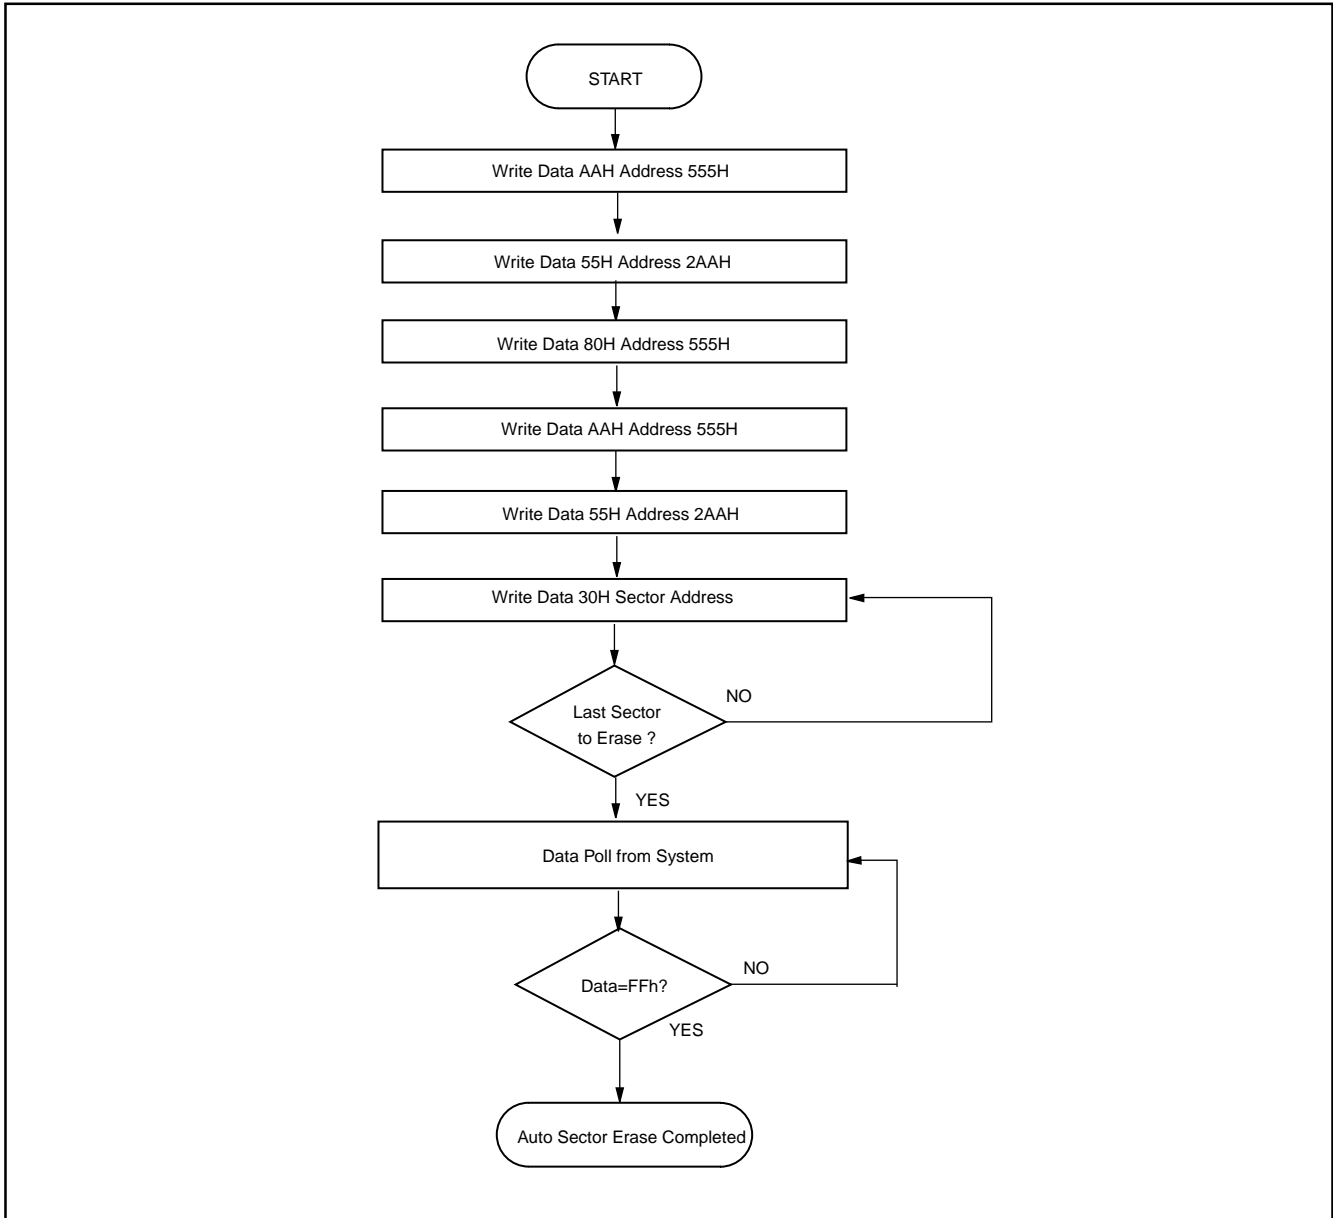 START
Write Data AAH Address 555H
Write Data 55H Address 2AAH
Write Data 80H Address 555H
Write Data AAH Address 555H
Write Data 55H Address 2AAH
Write Data 30H Sector Address
NO
Last Sector
to Erase ?
YES
Data Poll from System
NO
Data=FFh?
YES
Auto Sector Erase Completed